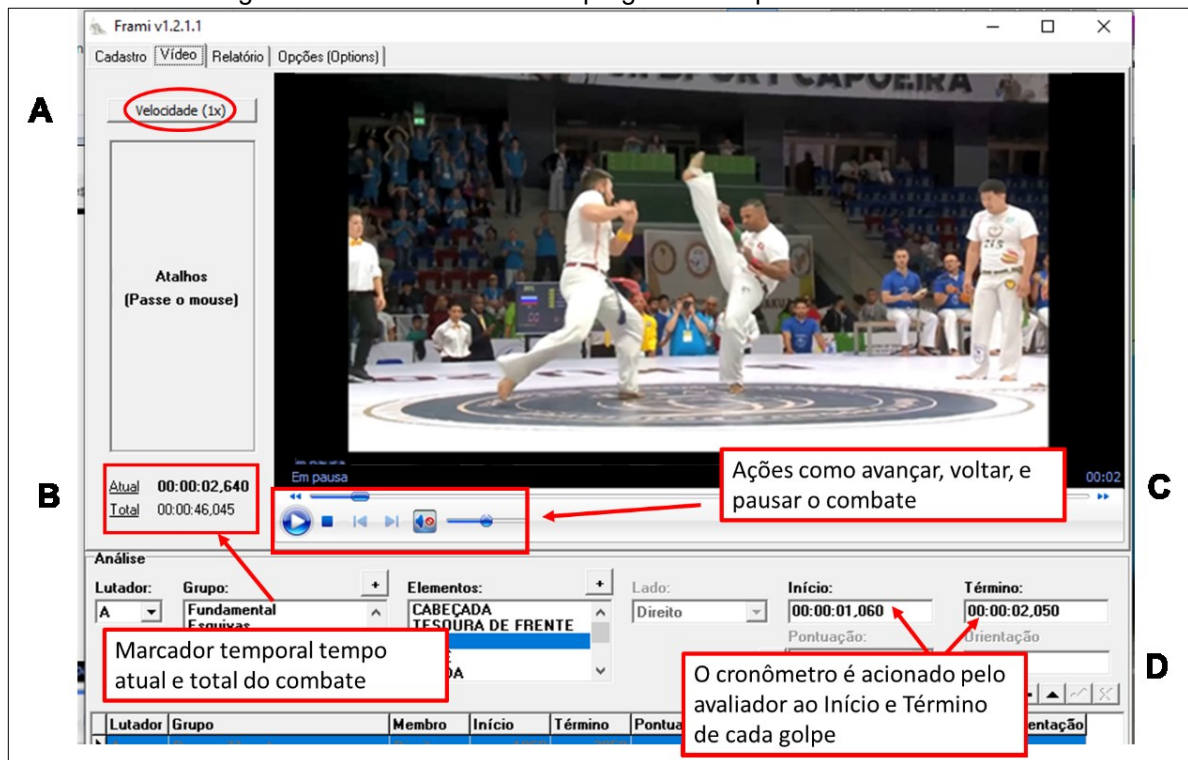 Frami v1.2.1.1
Cadastro Vídeo Relatório Opções (Options)
A
Velocidade (1x)
Atalhos
(Passe o mouse)
SPORT CAPOEIRA
B
Atual 00:00:02,640
Total 00:00:46,045
Em pausa
00:02
Ações como avançar, voltar, e
pausar o combate
C
Análise
Lutador: Grupo: + Elementos: + Lado: Início: Término:
A Fundamental CABEÇADA Direito 00:00:01,060 00:00:02,050
Esquivas TESOURA DE FRENTE
Pontuação: Orientação
Marcador temporal tempo
atual e total do combate
O cronômetro é acionado pelo
avaliador ao Início e Término
de cada golpe
D
Lutador Grupo Membro Início Término